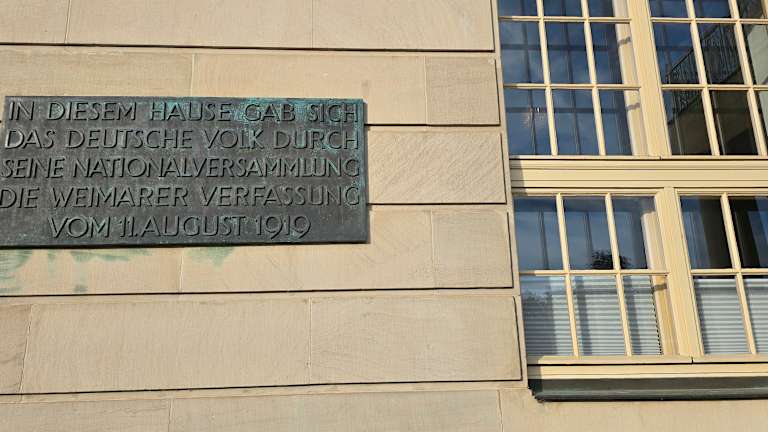 IN DIESEM HAUSE GAB SICH
DAS DEUTSCHE VOLK DURCH
SEINE NATIONALVERSAMMLUNG
DIE WEIMARER VERFASSUNG
VOM 11. AUGUST 1919